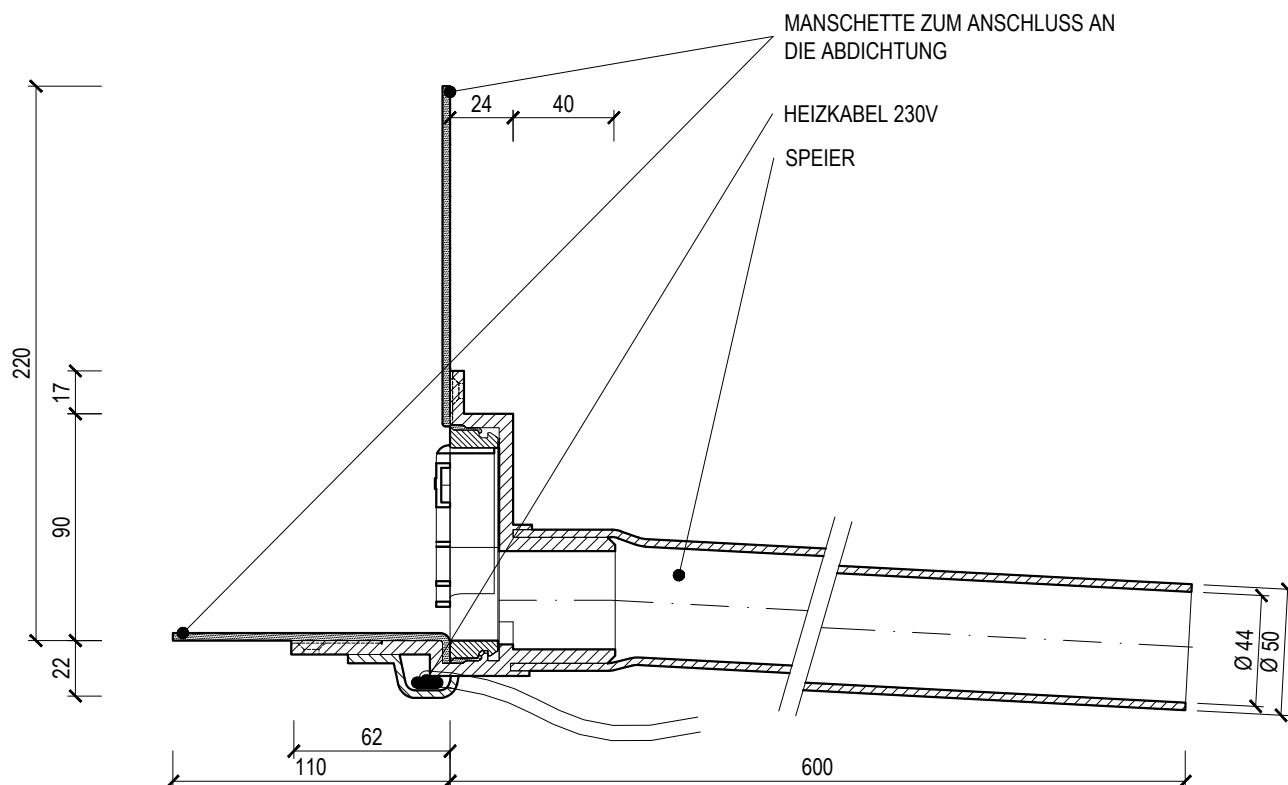 MANSCHETTE ZUM ANSCHLUSS AN
DIE ABDICHTUNG
24
40
HEIZKABEL 230V
SPEIER
220
17
90
22
Ø 44
Ø 50
62
110
600